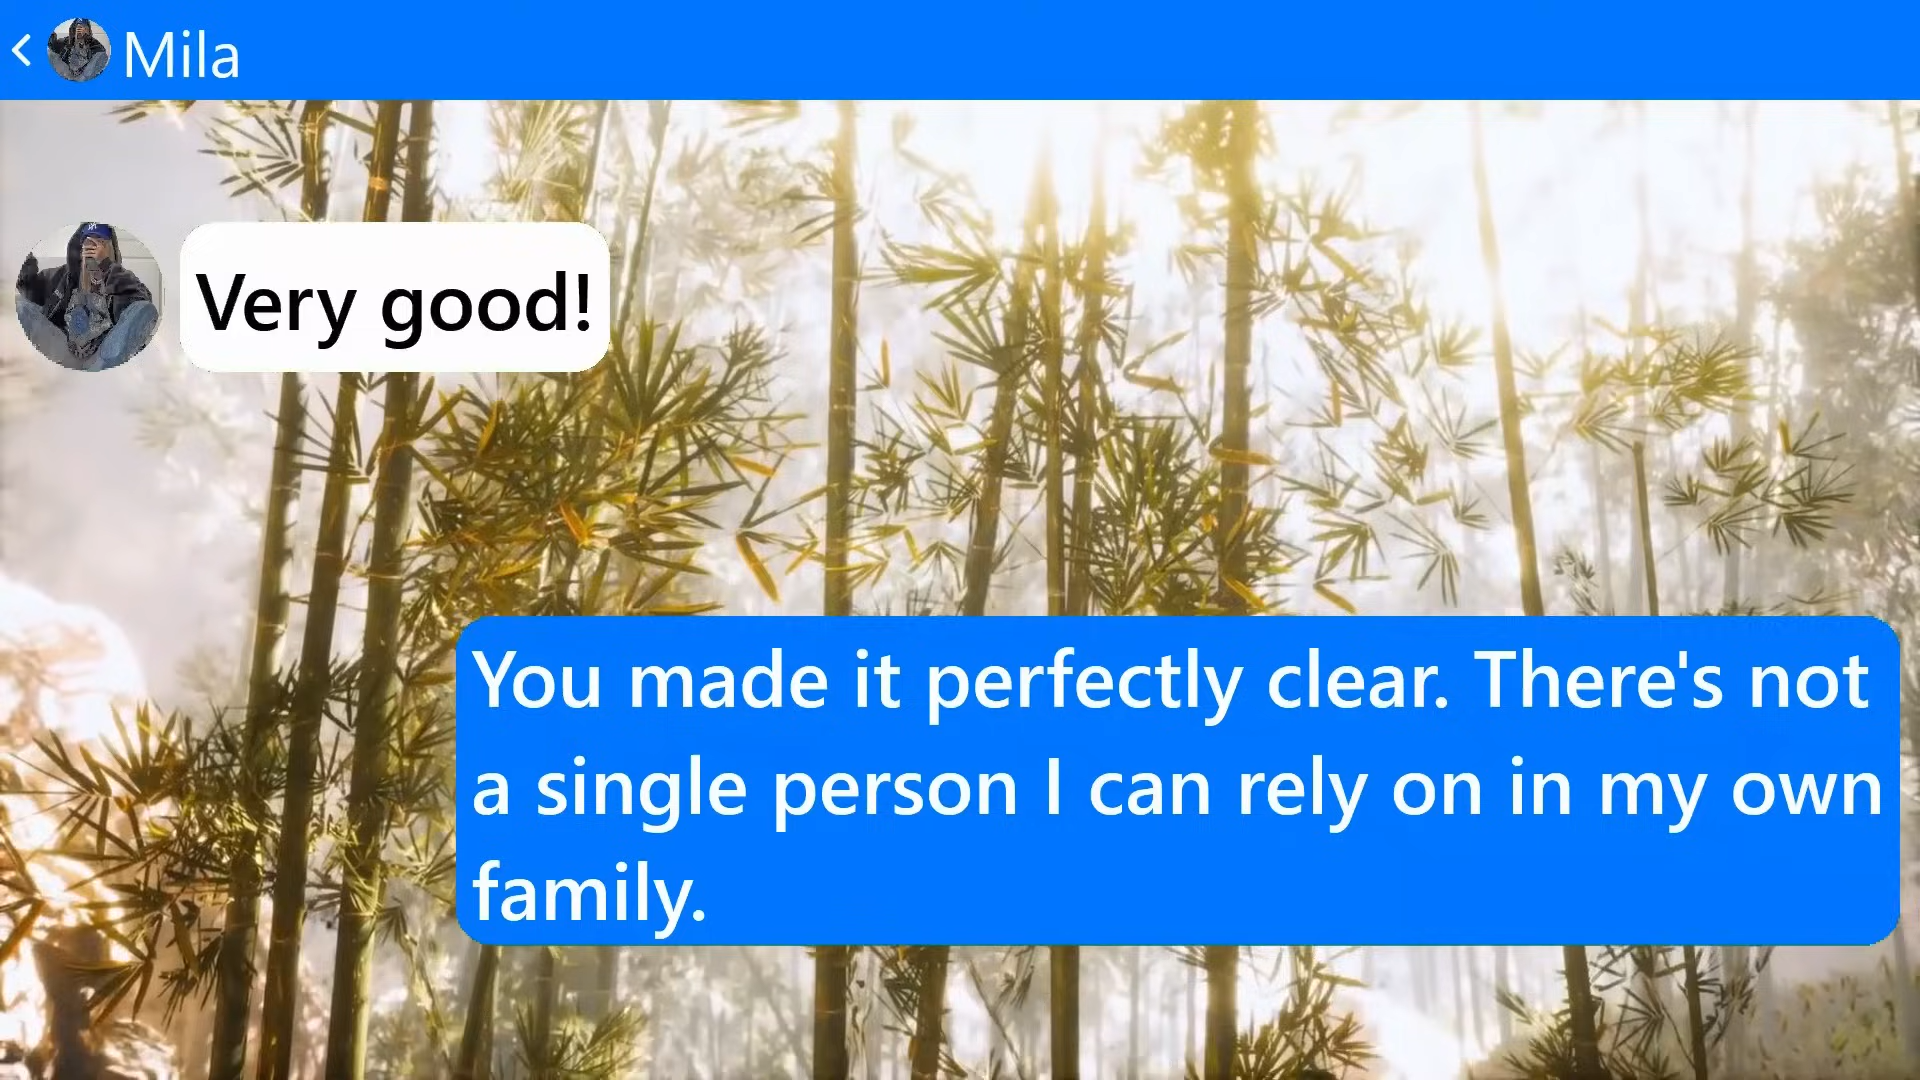 Mila
Very good!
You made it perfectly clear. There's not
a single person I can rely on in my own
family.